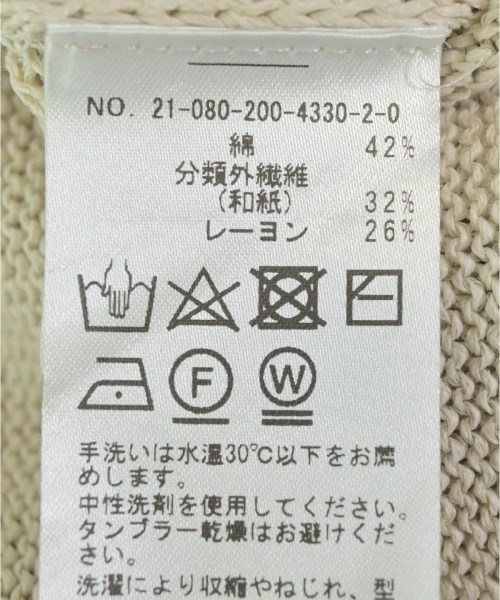 NO. 21-080-200-4330-2-0
綿 42%
分類外繊維
(和紙) 32%
レーヨン 26%
F W
手洗いは水温30℃以下をお薦
めします。
中性洗剤を使用してください。
タンブラー乾燥はお避けくだ
さい。
洗濯により収縮やねじれ、型